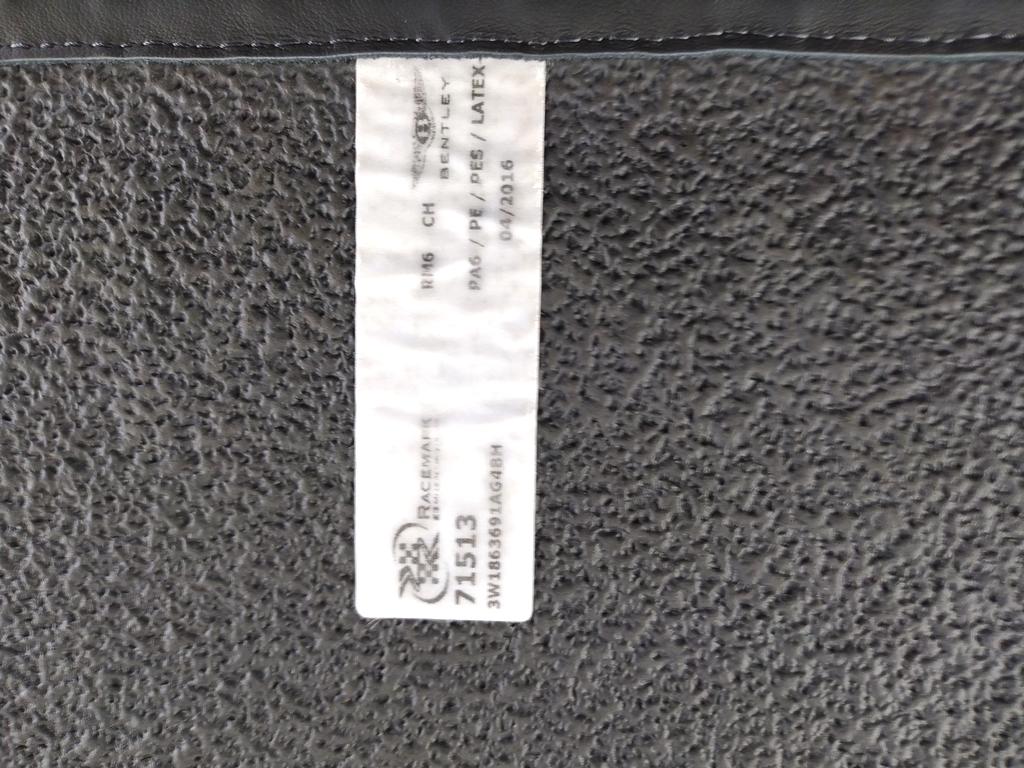 RACEMARK
71513
3W1863691AG48H
RM6 CH
BENTLEY
PA6 / PE / PES / LATEX-
04/2016